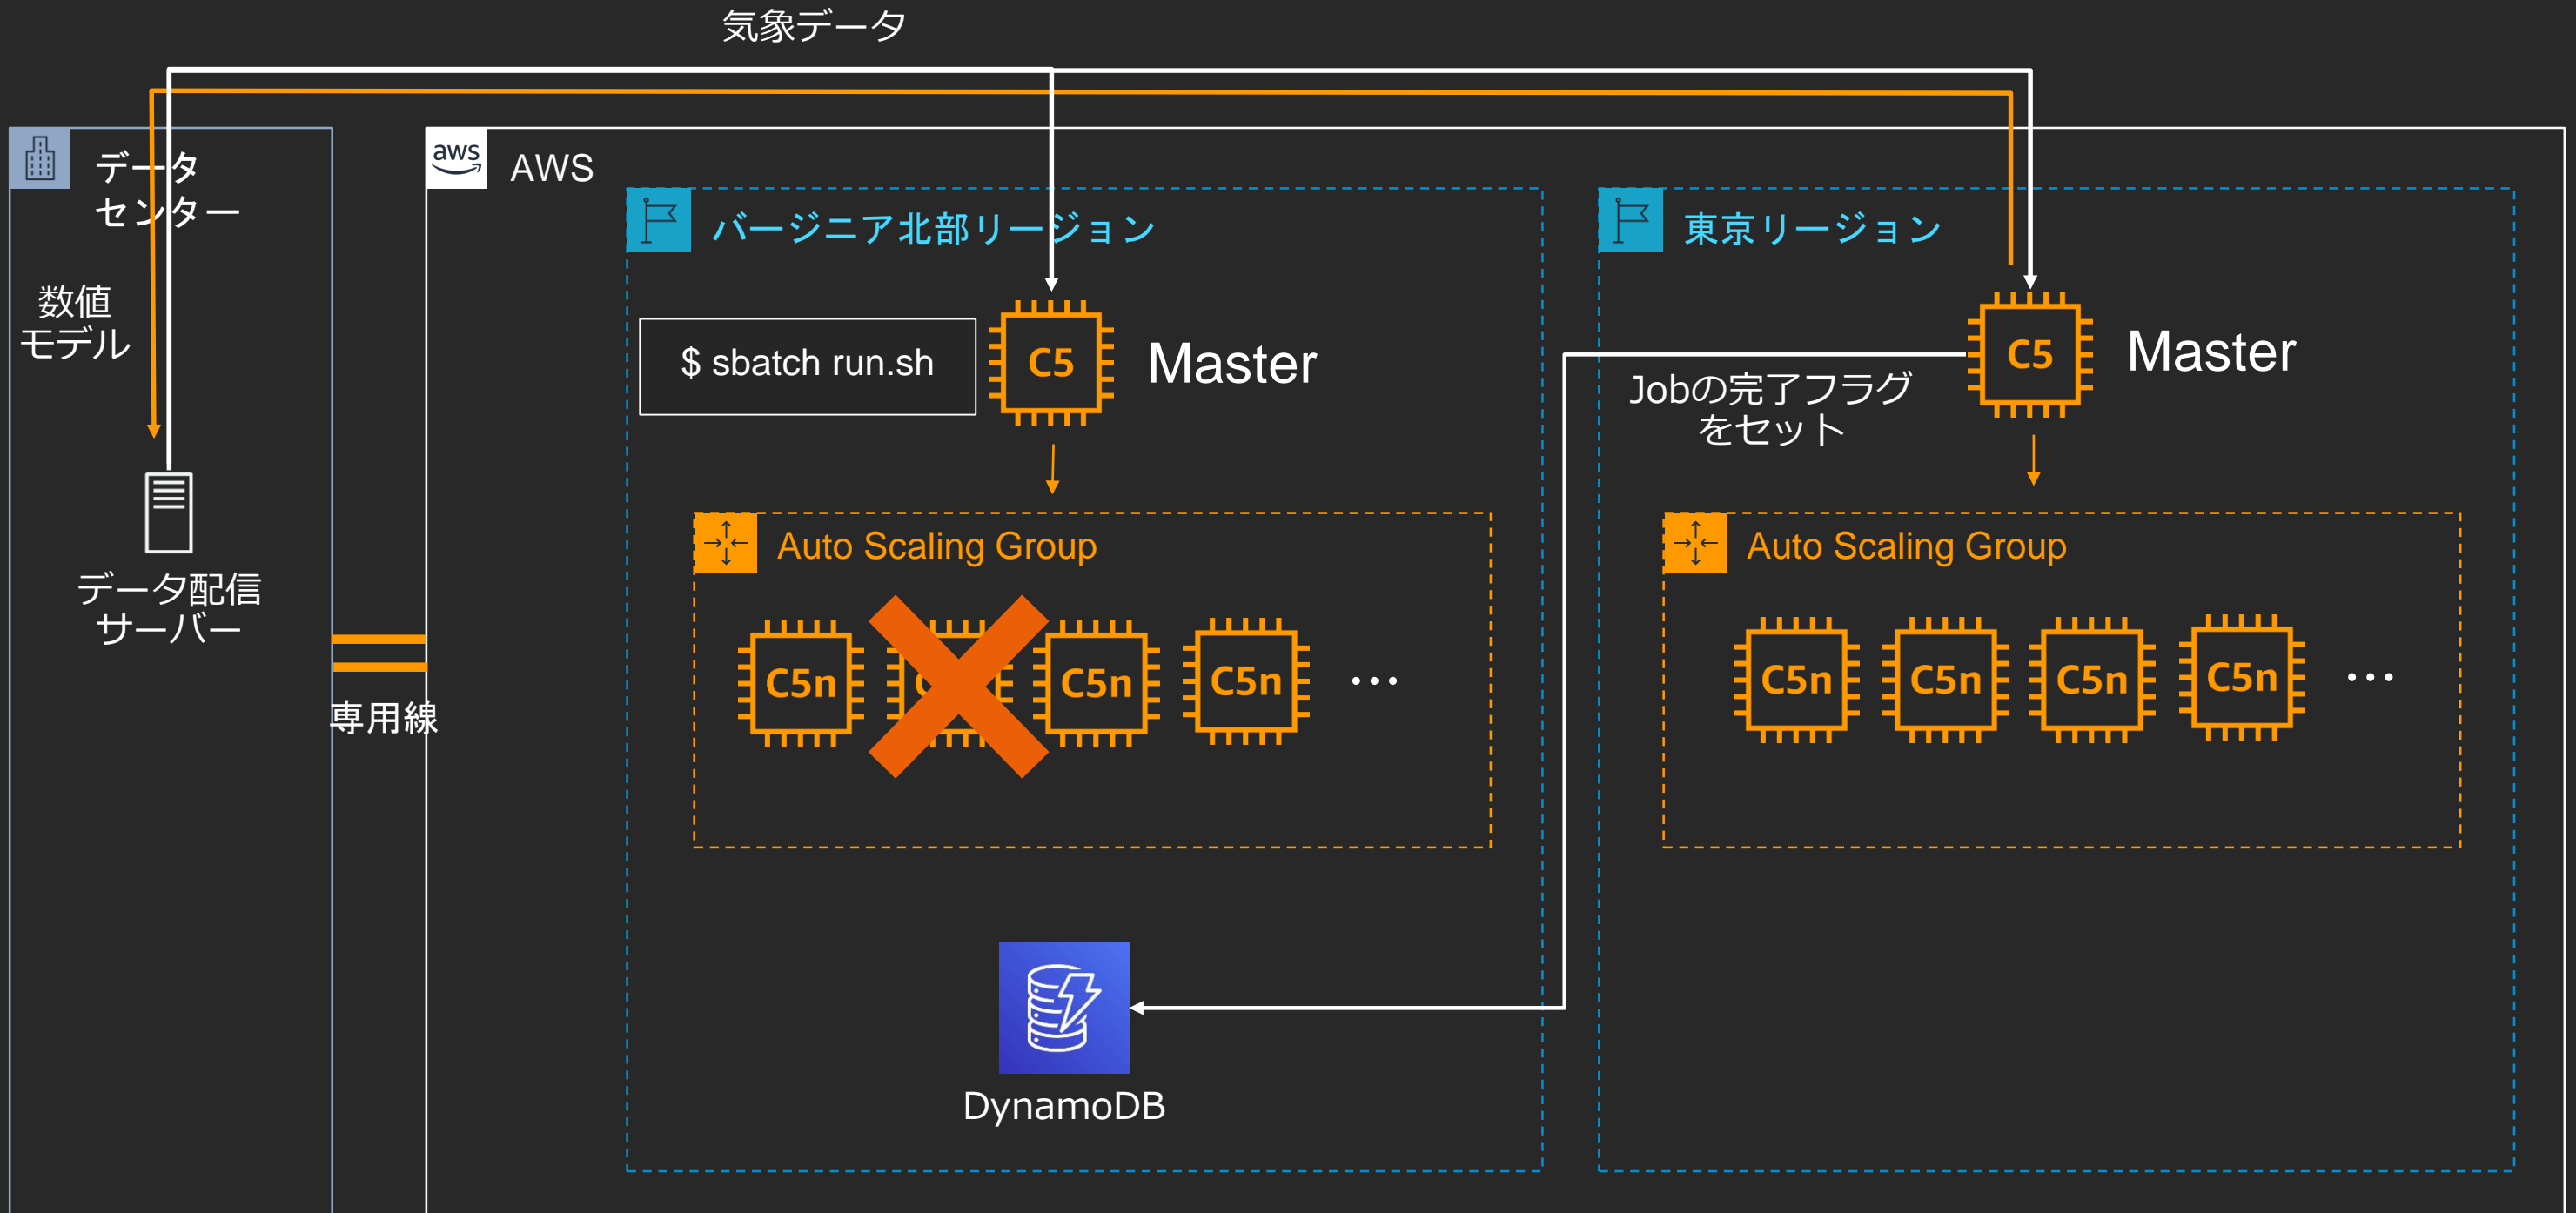 気象データ
データ
センター
aws
AWS
バージニア北部リージョン
東京リージョン
数値
モデル
$ sbatch run.sh
C5
Master
C5
Master
Jobの完了フラグ
をセット
Auto Scaling Group
Auto Scaling Group
データ配信
サーバー
C5n
C5n
C5n
...
C5n
C5n
C5n
C5n
...
専用線
DynamoDB